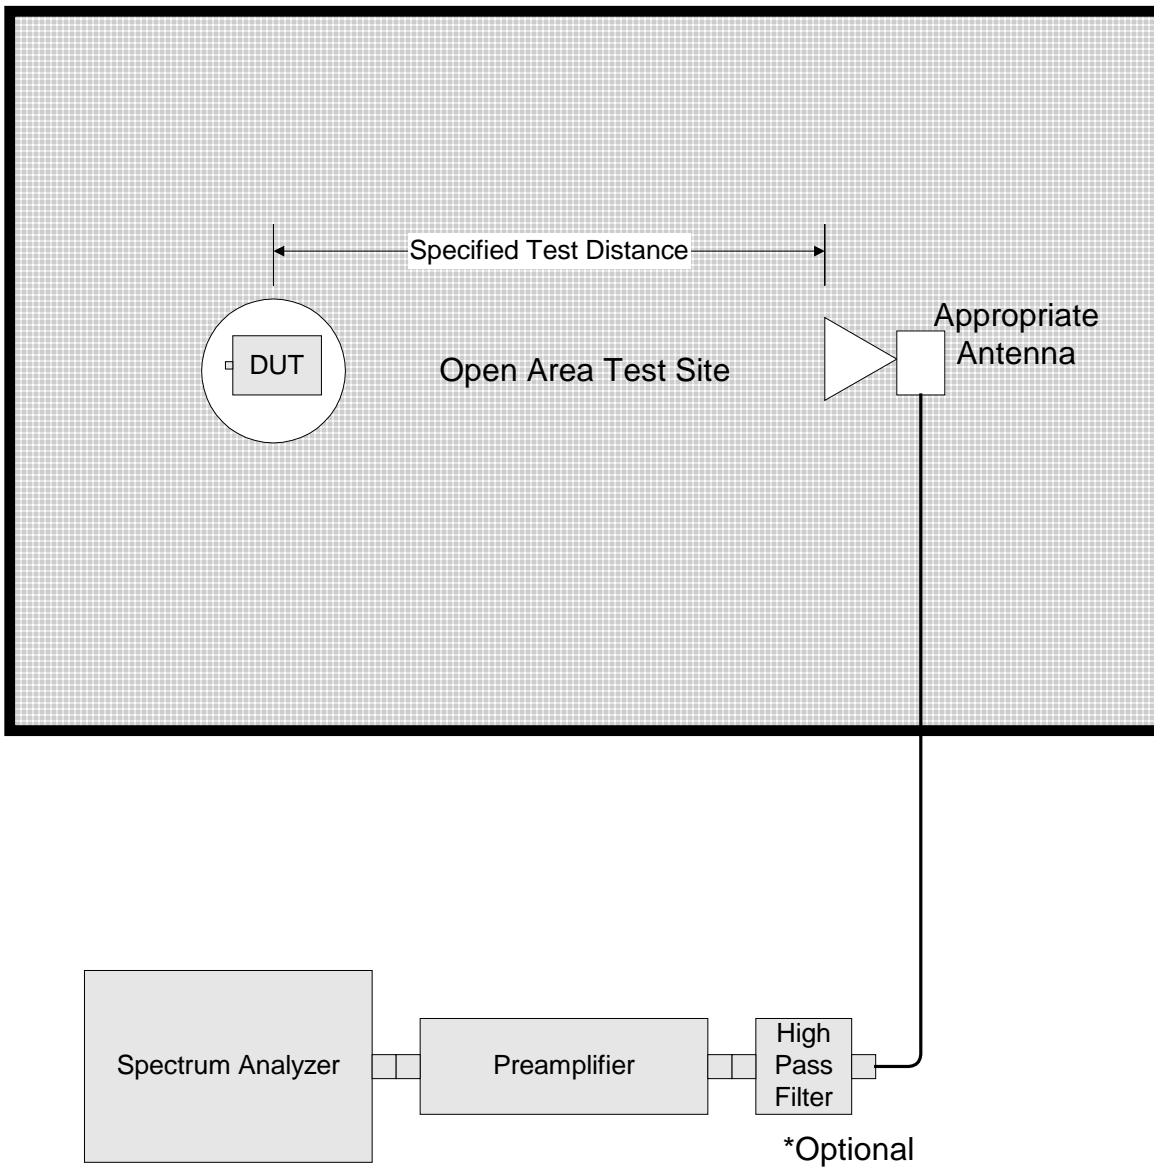 Specified Test Distance
DUT
Open Area Test Site
Appropriate
Antenna
Spectrum Analyzer
Preamplifier
High
Pass
Filter
*Optional